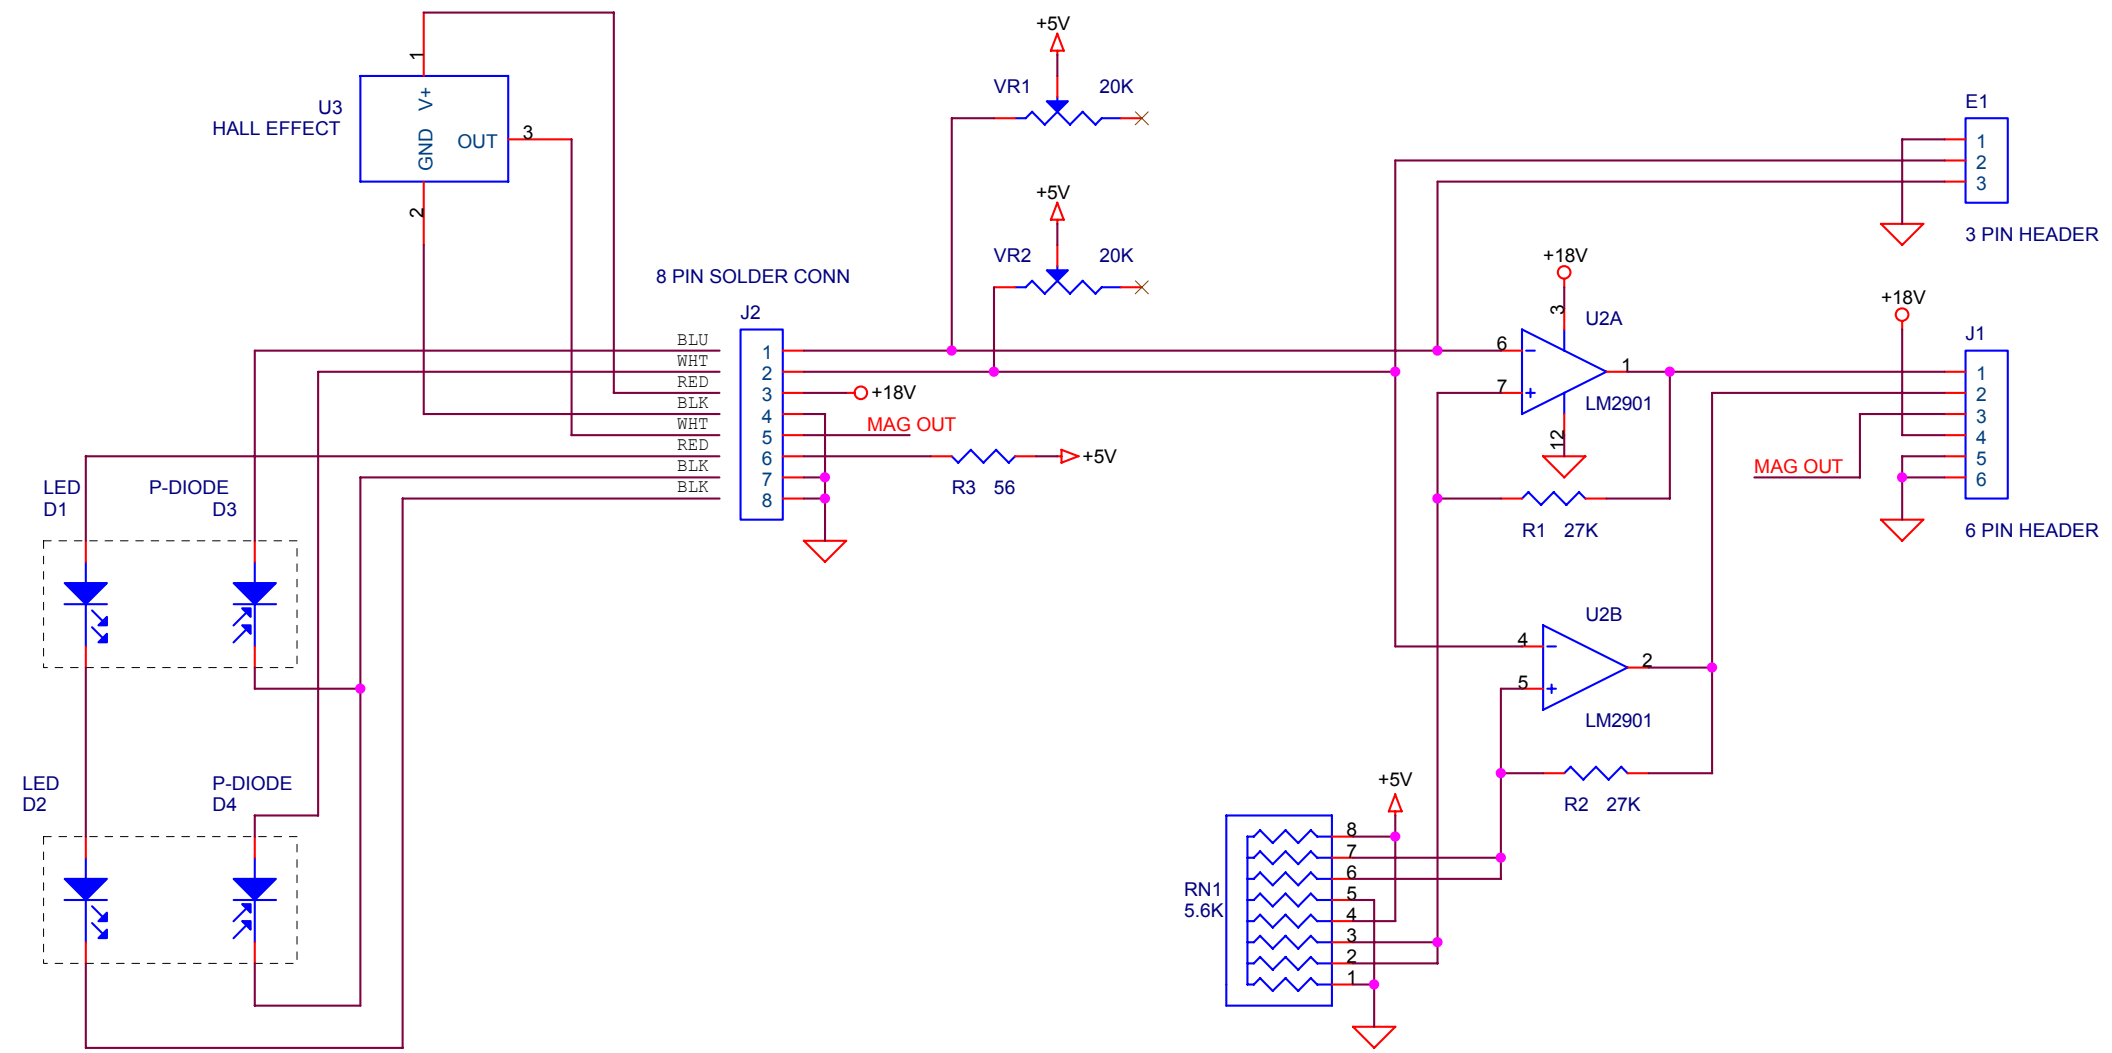 1
V+
GND
OUT
3
2
U3
HALL EFFECT
+5V
VR1 20K
+5V
VR2 20K
8 PIN SOLDER CONN
J2
BLU
WHT
RED
BLK
WHT
RED
BLK
BLK
1
2
3
4
5
6
7
8
+18V
MAG OUT
+5V
R3 56
LED
D1
P-DIODE
D3
LED
D2
P-DIODE
D4
E1
1
2
3
3 PIN HEADER
+18V
3
U2A
6
7
1
LM2901
12
R1 27K
+18V
J1
1
2
3
4
5
6
MAG OUT
6 PIN HEADER
U2B
4
5
2
LM2901
R2 27K
+5V
RN1
5.6K
8
7
6
5
4
3
2
1